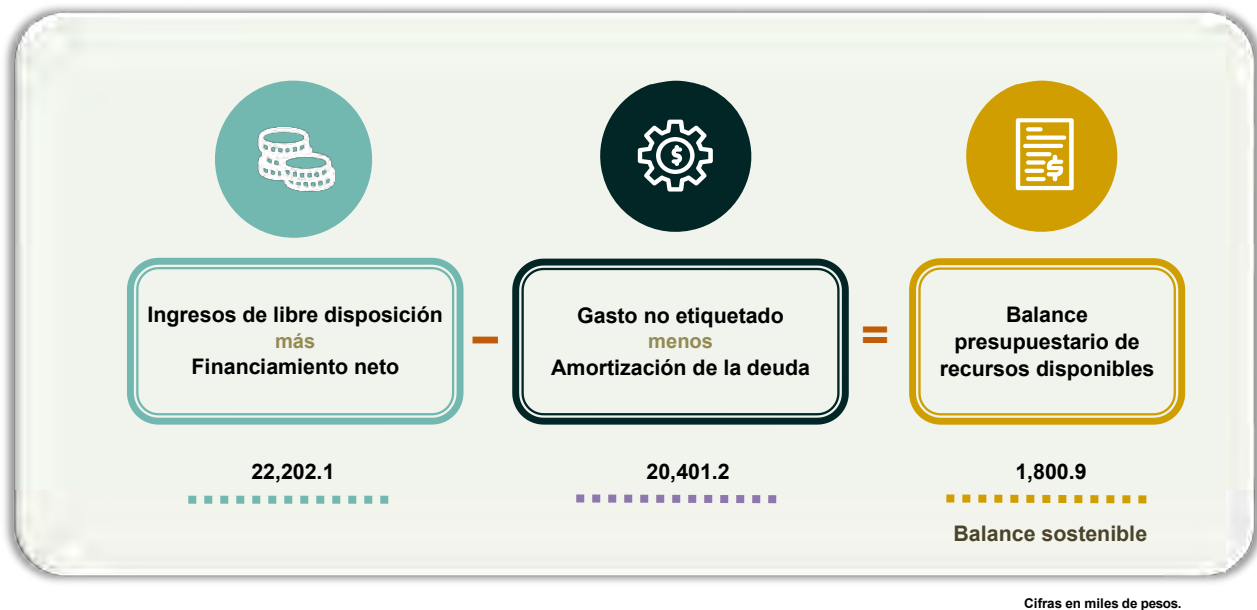 Ingresos de libre disposición
más
Financiamiento neto
−
Gasto no etiquetado
menos
Amortización de la deuda
=
Balance
presupuestario de
recursos disponibles
22,202.1
20,401.2
1,800.9
Balance sostenible
Cifras en miles de pesos.